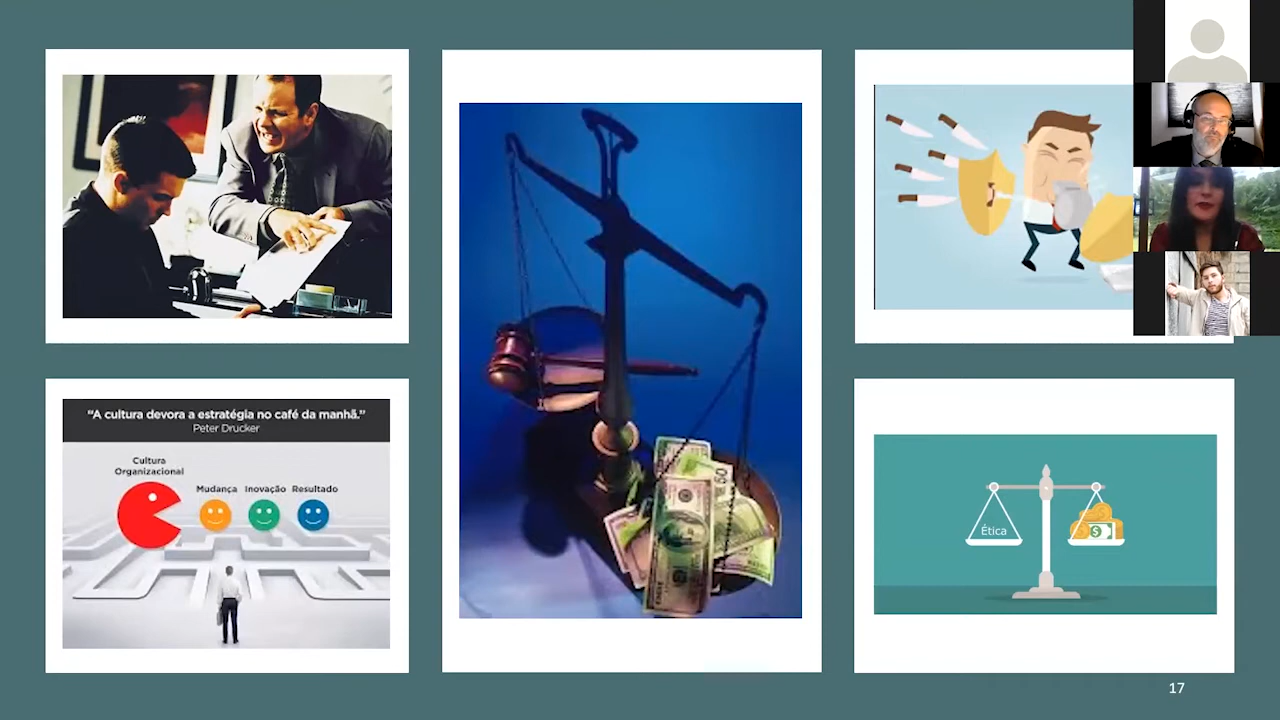 “A cultura devora a estratégia no café da manhã.”
Peter Drucker
Cultura
Organizacional
Mudança Inovação Resultado
Ética
$
17